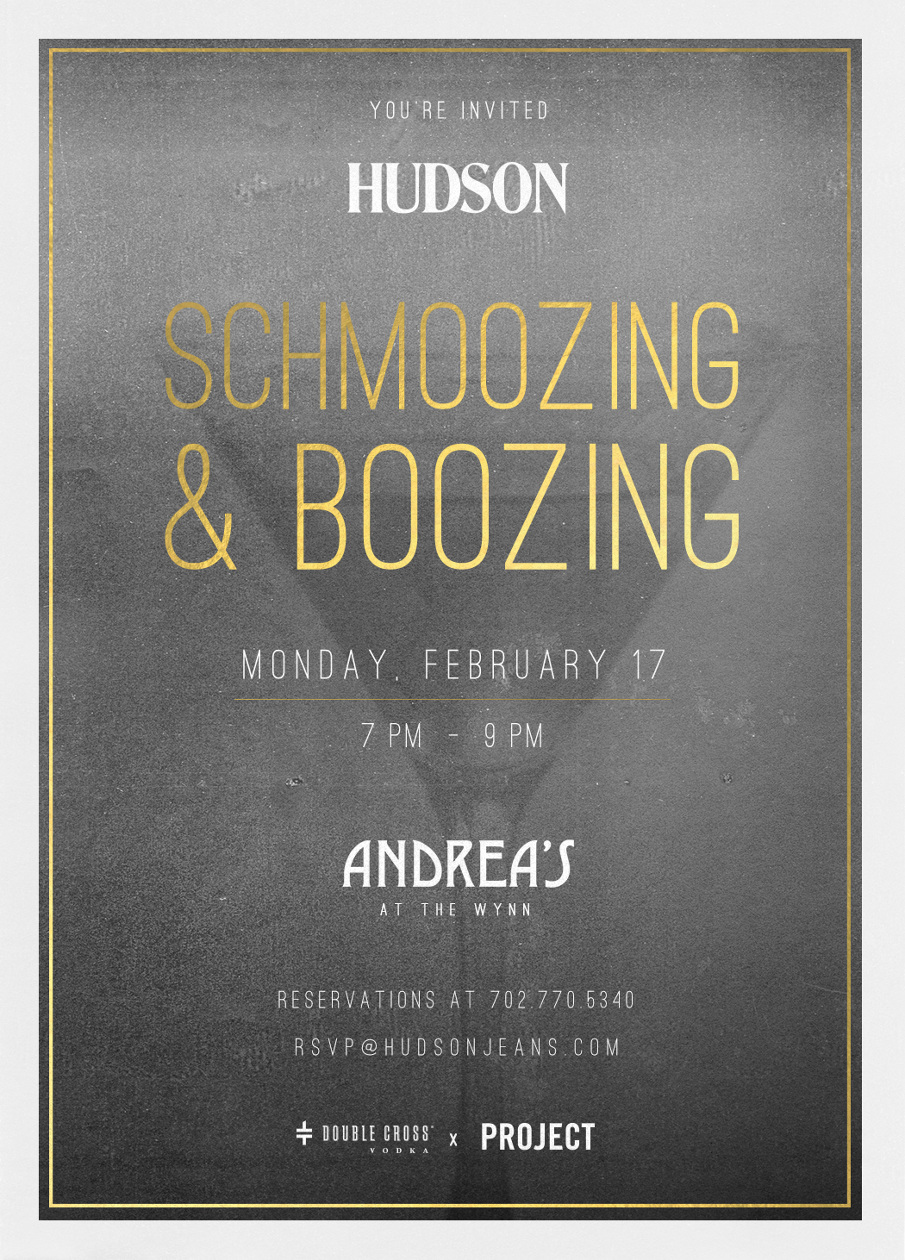 YOU'RE INVITED
HUDSON
SCHMOOZING
& BOOZING
MONDAY, FEBRUARY 17
7 PM - 9 PM
ANDREA'S
AT THE WYNN
RESERVATIONS AT 702.770.5340
RSVP@HUDSONJEANS.COM
DOUBLE CROSS x PROJECT
VODKA